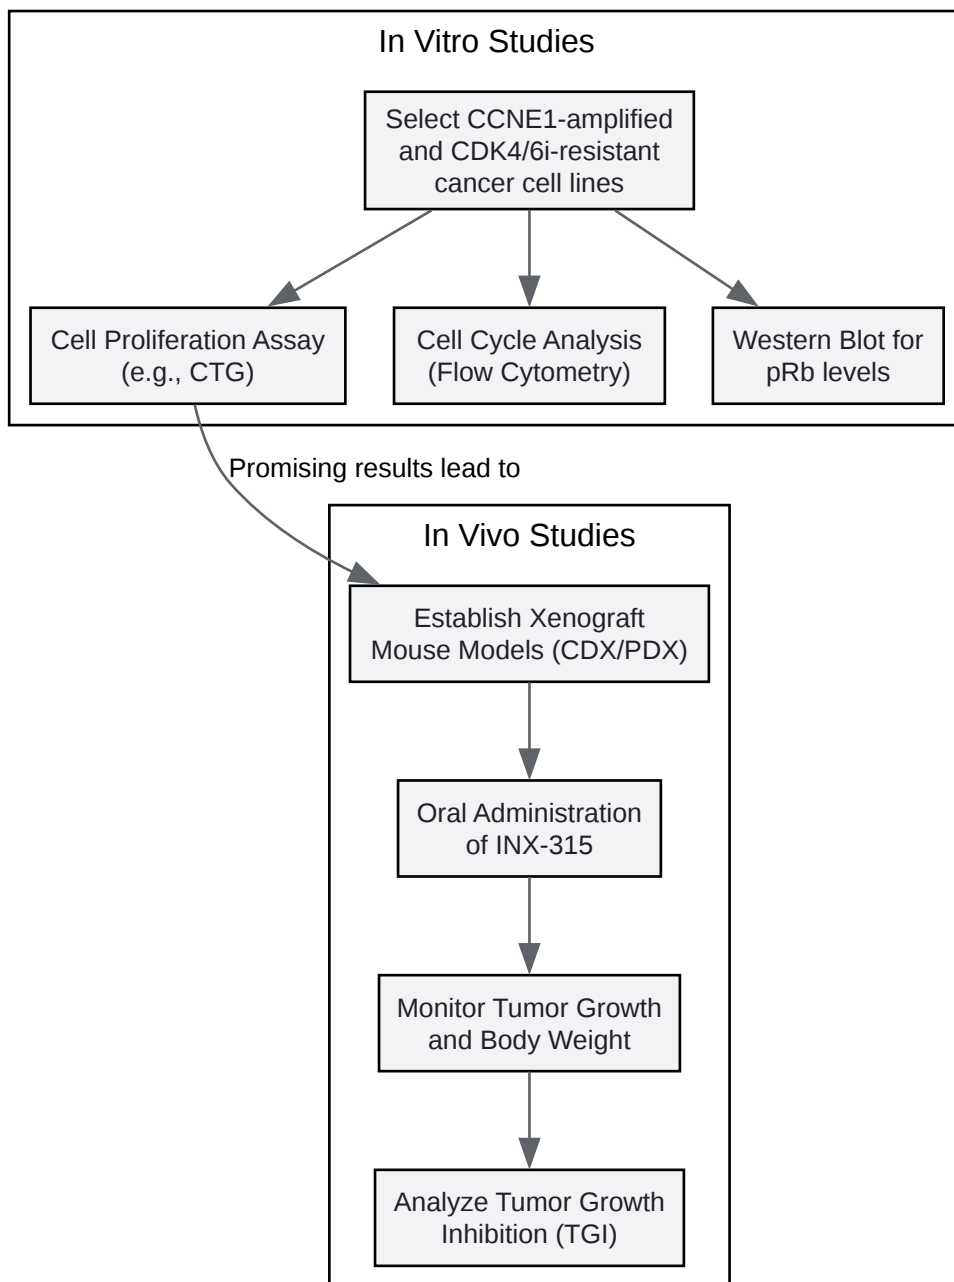 In Vitro Studies
Select CCNE1-amplified
and CDK4/6i-resistant
cancer cell lines
Cell Proliferation Assay
(e.g., CTG)
Cell Cycle Analysis
(Flow Cytometry)
Western Blot for
pRb levels
Promising results lead to
In Vivo Studies
Establish Xenograft
Mouse Models (CDX/PDX)
Oral Administration
of INX-315
Monitor Tumor Growth
and Body Weight
Analyze Tumor Growth
Inhibition (TGI)